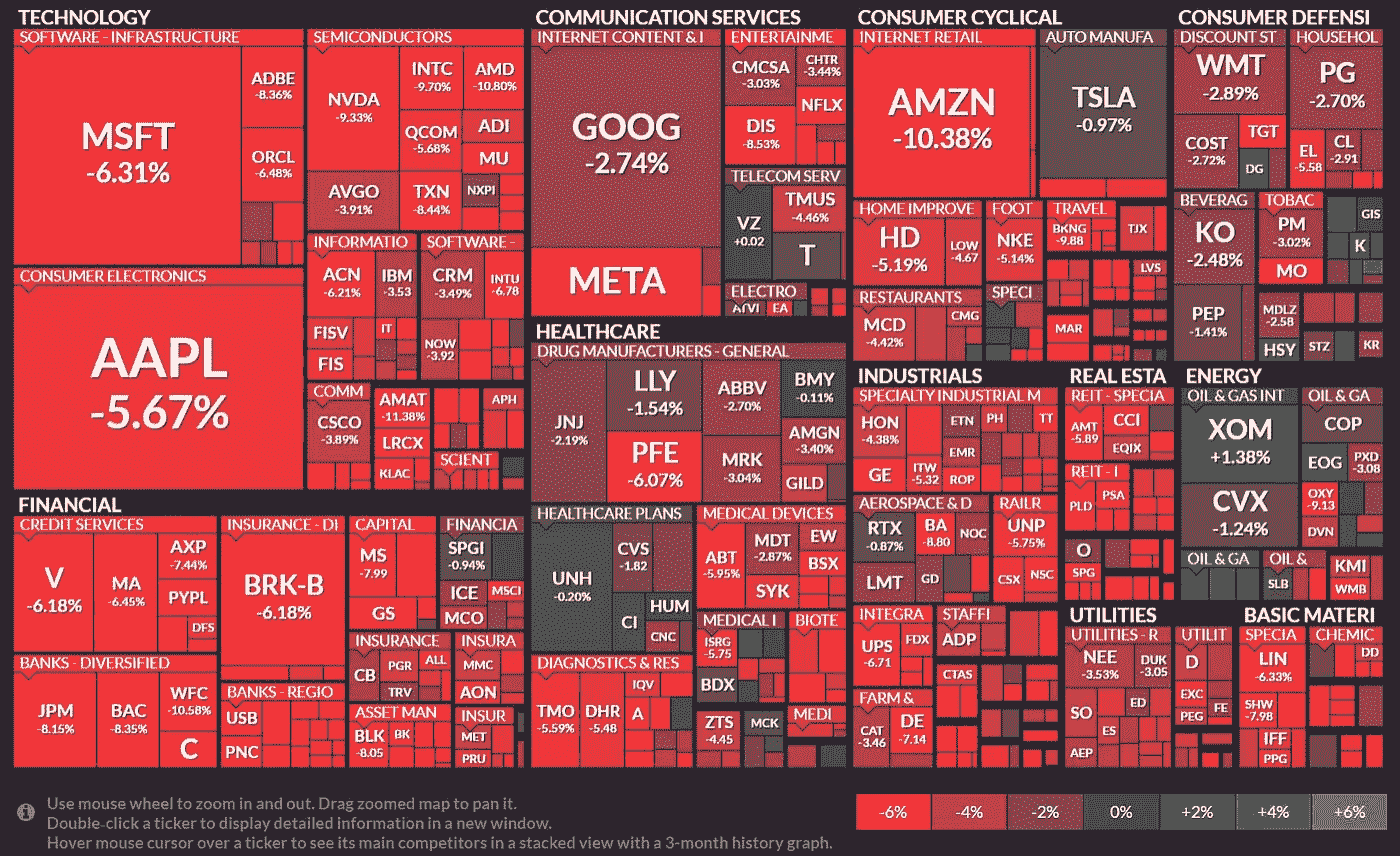 TECHNOLOGY
SOFTWARE - INFRASTRUCTURE
MSFT
-6.31%
ADBE
-8.36%
ORCL
-6.48%
SEMICONDUCTORS
NVDA
-9.33%
INTC
-9.70%
AMD
-10.80%
QCOM
-5.68%
ADI
MU
AVGO
-3.91%
TXN
-8.44%
NXPI
CONSUMER ELECTRONICS
AAPL
-5.67%
INFORMATIO
ACN
-6.21%
IBM
-3.53
FISV
IT
FIS
SOFTWARE -
CRM
-3.49%
INTU
-6.78
NOW
-3.92
COMM
CSCO
-3.89%
AMAT
-11.38%
LRCX
KLAC
APH
SCIENT
COMMUNICATION SERVICES
INTERNET CONTENT & I
GOOG
-2.74%
META
ENTERTAINME
CMCSA
-3.03%
CHTR
-3.44%
NFLX
DIS
-8.53%
TELECOM SERV
VZ
+0.02
TMUS
-4.46%
T
ELECTRO
ATVI
EA
CONSUMER CYCLICAL
INTERNET RETAIL
AMZN
-10.38%
AUTO MANUFA
TSLA
-0.97%
HOME IMPROVE
HD
-5.19%
LOW
-4.67
FOOT
NKE
-5.14%
TRAVEL
BKNG
-9.88
TJX
LVS
RESTAURANTS
MCD
-4.42%
CMG
SPECI
MAR
CONSUMER DEFENSI
DISCOUNT ST
WMT
-2.89%
COST
-2.72%
TGT
DG
HOUSEHOL
PG
-2.70%
EL
-5.58
CL
-2.91
BEVERAG
KO
-2.48%
PEP
-1.41%
TOBAC
PM
-3.02%
MO
GIS
K
MDLZ
-2.58
HSY
STZ
KR
HEALTHCARE
DRUG MANUFACTURERS - GENERAL
JNJ
-2.19%
LLY
-1.54%
PFE
-6.07%
ABBV
-2.70%
MRK
-3.04%
BMY
-0.11%
AMGN
-3.40%
GILD
HEALTHCARE PLANS
UNH
-0.20%
CVS
-1.82
CI
HUM
CNC
MEDICAL DEVICES
ABT
-5.95%
MDT
-2.87%
EW
BSX
SYK
MEDICAL I
ISRG
-5.75
BDX
BIOTE
DIAGNOSTICS & RES
TMO
-5.59%
DHR
-5.48
IQV
A
ZTS
-4.45
MCK
MEDI
FINANCIAL
CREDIT SERVICES
V
-6.18%
MA
-6.45%
AXP
-7.44%
PYPL
DFS
INSURANCE - DI
BRK-B
-6.18%
CAPITAL
MS
-7.99
GS
FINANCIA
SPGI
-0.94%
ICE
MSCI
MCO
BANKS - DIVERSIFIED
JPM
-8.15%
BAC
-8.35%
WFC
-10.58%
C
BANKS - REGIO
USB
PNC
INSURANCE
CB
PGR
ALL
TRV
INSURA
MMC
AON
ASSET MAN
BLK
-8.05
BK
INSUR
MET
PRU
INDUSTRIALS
SPECIALTY INDUSTRIAL M
HON
-4.38%
GE
ITW
-5.32
ETN
PH
TT
EMR
ROP
AEROSPACE & D
RTX
-0.87%
BA
-8.80
NOC
LMT
GD
RAILR
UNP
-5.75%
CSX
NSC
INTEGRA
UPS
-6.71
FDX
STAFFI
ADP
CTAS
FARM &
CAT
-3.46
DE
-7.14
REAL ESTA
REIT - SPECIA
AMT
-5.89
CCI
EQIX
REIT - I
PLD
PSA
O
SPG
ENERGY
OIL & GAS INT
XOM
+1.38%
CVX
-1.24%
OIL & GA
COP
EOG
PXD
-3.08
OXY
-9.13
DVN
OIL & GA
OIL &
SLB
KMI
WMB
UTILITIES
UTILITIES - R
NEE
-3.53%
DUK
-3.05
SO
ED
ES
AEP
UTILIT
D
EXC
FE
PEG
BASIC MATERI
SPECIA
LIN
-6.33%
SHW
-7.98
IFF
PPG
CHEMIC
DD
Use mouse wheel to zoom in and out. Drag zoomed map to pan it.
Double-click a ticker to display detailed information in a new window.
Hover mouse cursor over a ticker to see its main competitors in a stacked view with a 3-month history graph.
-6%
-4%
-2%
0%
+2%
+4%
+6%